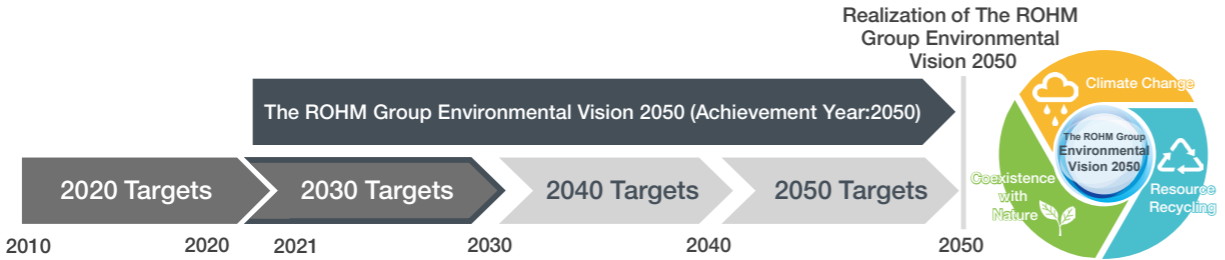 Realization of The ROHM
Group Environmental
Vision 2050
The ROHM Group Environmental Vision 2050 (Achievement Year:2050)
2020 Targets
2030 Targets
2040 Targets
2050 Targets
2010
2020
2021
2030
2040
2050
Climate Change
The ROHM Group
Environmental
Vision 2050
Coexistence
with
Nature
Resource
Recycling